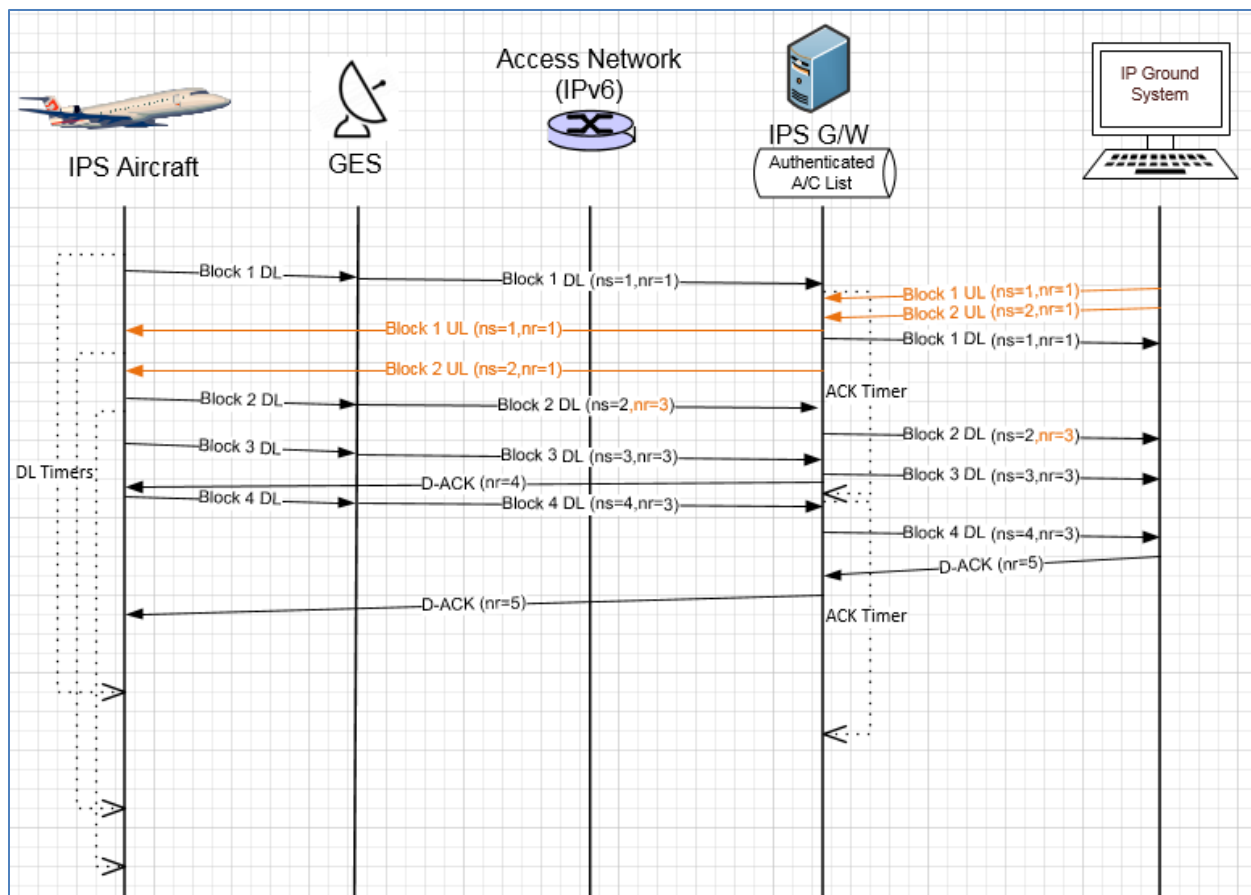 Access Network
(IPv6)
IP Ground
System
IPS Aircraft
GES
IPS G/W
Authenticated
A/C List
Block 1 DL
Block 1 DL (ns=1,nr=1)
Block 1 UL (ns=1,nr=1)
Block 2 UL (ns=2,nr=1)
Block 1 UL (ns=1,nr=1)
Block 1 DL (ns=1,nr=1)
Block 2 UL (ns=2,nr=1)
ACK Timer
Block 2 DL
Block 2 DL (ns=2,nr=3)
Block 2 DL (ns=2,nr=3)
Block 3 DL
Block 3 DL (ns=3,nr=3)
DL Timers
Block 3 DL (ns=3,nr=3)
D-ACK (nr=4)
Block 4 DL
Block 4 DL (ns=4,nr=3)
Block 4 DL (ns=4,nr=3)
D-ACK (nr=5)
D-ACK (nr=5)
ACK Timer